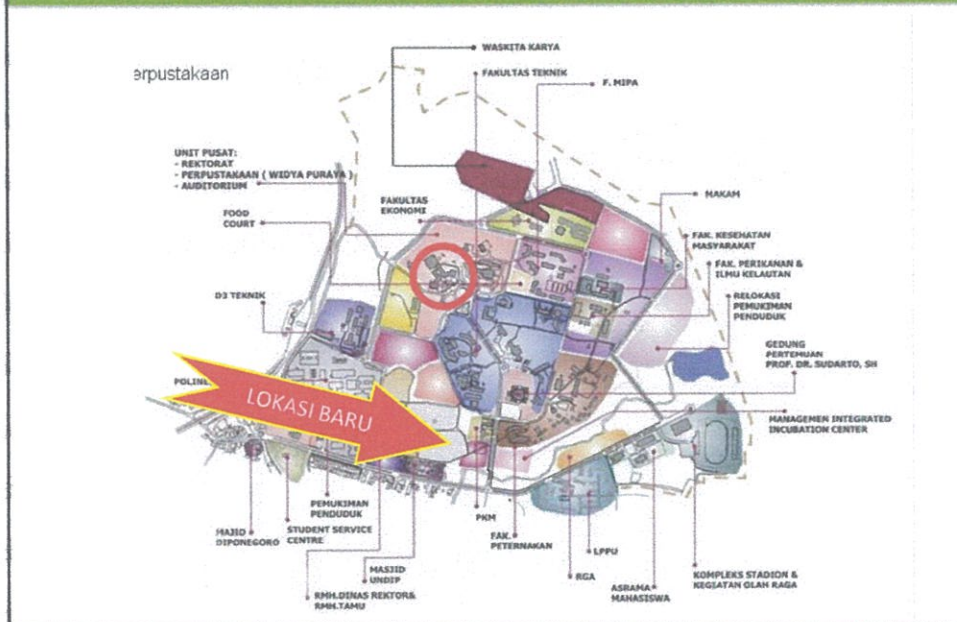 erpustakaan
WASKITA KARYA
FAKULTAS TEKNIK
F. MIPA
UNIT PUSAT:
- REKTORAT
- PERPUSTAKAAN ( WIDYA PURAYA )
- AUDITORIUM
FAKULTAS
EKONOMI
MAKAM
FOOD
COURT
FAK. KESEHATAN
MASYARAKAT
FAK. PERIKANAN &
ILMU KELAUTAN
D3 TEKNIK
RELOKASI
PEMUKIMAN
PENDUDUK
GEDUNG
PERTEMUAN
PROF. DR. SUDARTO, SH
POLINE
LOKASI BARU
MANAGEMEN INTEGRATED
INCUBATION CENTER
PEMUKIMAN
PENDUDUK
MAJID
DIPONEGORO
STUDENT SERVICE
CENTRE
PKM
FAK.
PETERNAKAN
LPPU
MASJID
UNDIP
RGA
KOMPLEKS STADION &
KEGIATAN OLAH RAGA
ASRAMA
MAHASISWA
RMH.DINAS REKTOR&
RMH.TAMU